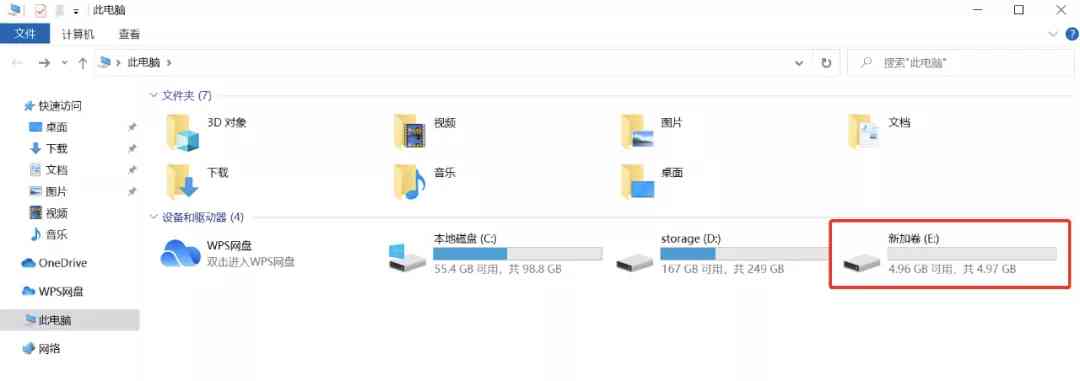 此电脑
文件 计算机 查看
此电脑
搜索"此电脑"
快速访问
桌面
下载
文档
图片
视频
音乐
OneDrive
WPS网盘
此电脑
网络
文件夹 (7)
3D 对象
视频
图片
文档
下载
音乐
桌面
设备和驱动器 (4)
WPS网盘
双击进入WPS网盘
本地磁盘 (C:)
55.4 GB 可用，共 98.8 GB
storage (D:)
167 GB 可用，共 249 GB
新加卷 (E:)
4.96 GB 可用，共 4.97 GB